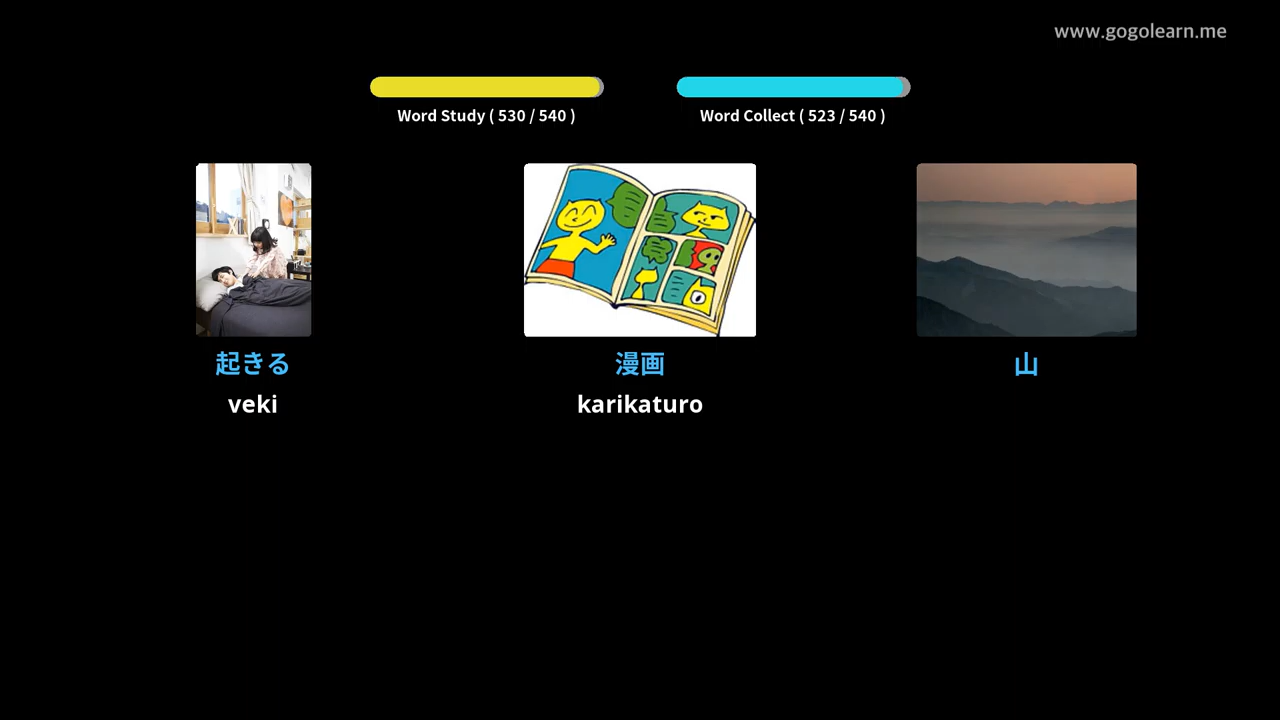 www.gogolearn.me
Word Study ( 530 / 540 )
Word Collect ( 523 / 540 )
起きる
漫画
山
veki
karikaturo